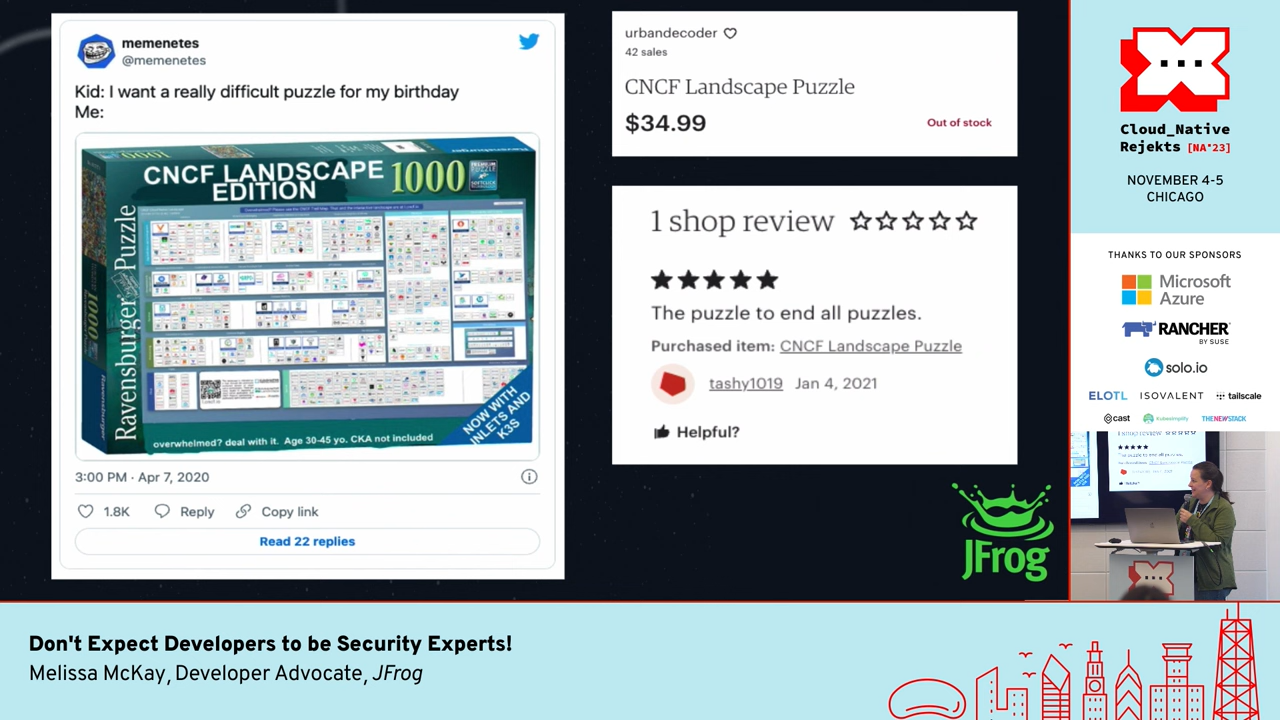 memenetes
@memenetes
Kid: I want a really difficult puzzle for my birthday
Me:
CNCF LANDSCAPE
EDITION
1000
Ravensburger Puzzle
1000
NOW WITH
INLETS AND
K3S
overwhelmed? deal with it. Age 30-45 yo. CKA not included
3:00 PM · Apr 7, 2020
1.8K Reply Copy link
Read 22 replies
urbandecoder
42 sales
CNCF Landscape Puzzle
$34.99
Out of stock
1 shop review
The puzzle to end all puzzles.
Purchased item: CNCF Landscape Puzzle
tashy1019 Jan 4, 2021
Helpful?
JFrog
Cloud_Native
Rejekts [NA'23]
NOVEMBER 4-5
CHICAGO
THANKS TO OUR SPONSORS
Microsoft
Azure
RANCHER
BY SUSE
solo.io
ELOTL ISOVALENT tailscale
cast Kubesimplify THENEWSTACK
Don't Expect Developers to be Security Experts!
Melissa McKay, Developer Advocate, JFrog